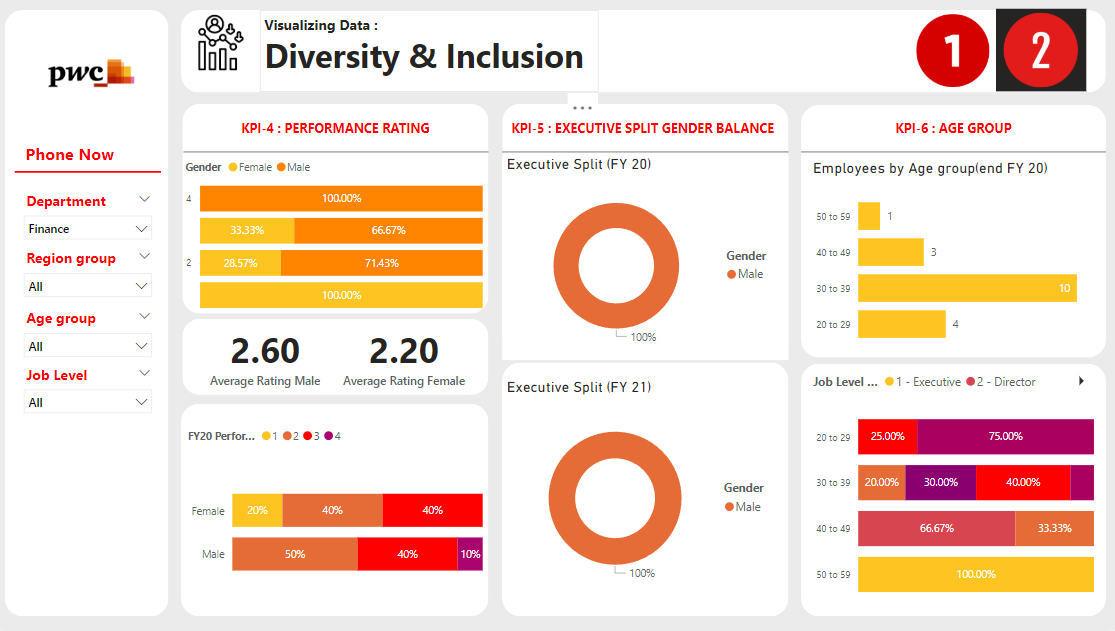 pwc
Phone Now
Department
Finance
Region group
All
Age group
All
Job Level
All
Visualizing Data :
Diversity & Inclusion
1
2
KPI-4 : PERFORMANCE RATING
Gender Female Male
4 100.00%
33.33% 66.67%
2 28.57% 71.43%
100.00%
2.60 2.20
Average Rating Male Average Rating Female
FY20 Perfor... 1 2 3 4
Female 20% 40% 40%
Male 50% 40% 10%
KPI-5 : EXECUTIVE SPLIT GENDER BALANCE
Executive Split (FY 20)
Gender
Male
100%
Executive Split (FY 21)
Gender
Male
100%
KPI-6 : AGE GROUP
Employees by Age group(end FY 20)
50 to 59 1
40 to 49 3
30 to 39 10
20 to 29 4
Job Level ... 1 - Executive 2 - Director
20 to 29 25.00% 75.00%
30 to 39 20.00% 30.00% 40.00%
40 to 49 66.67% 33.33%
50 to 59 100.00%